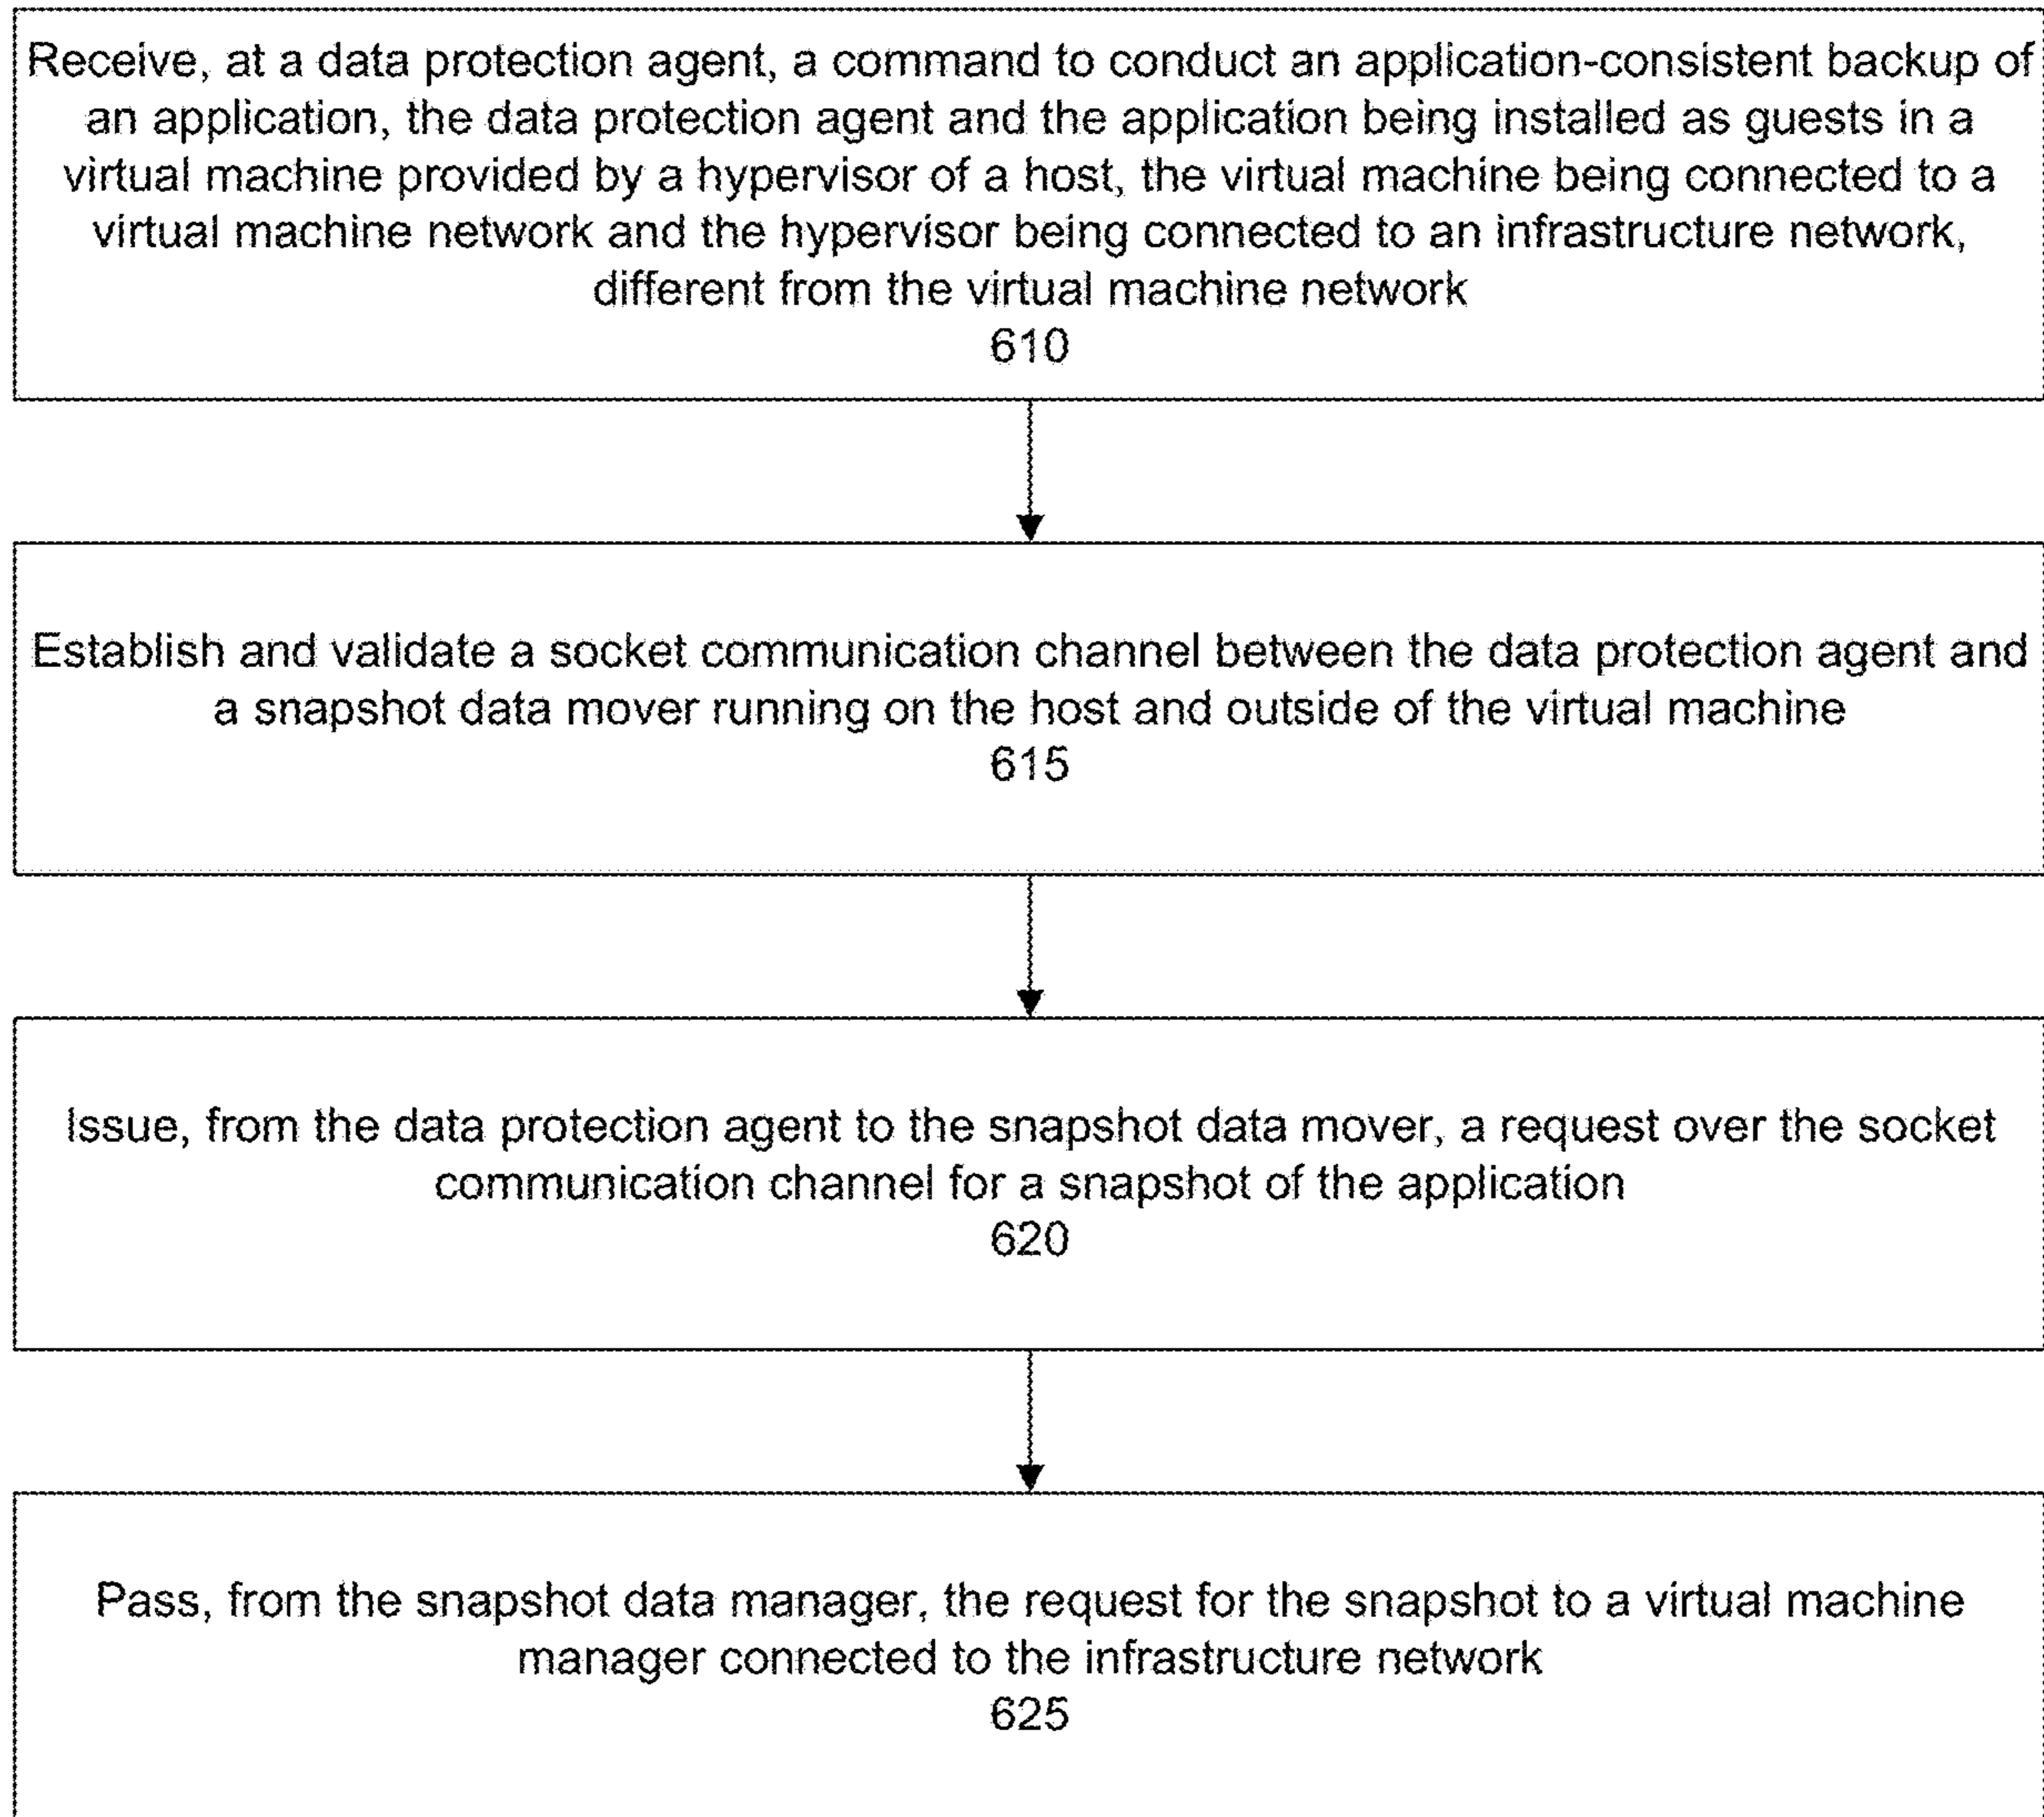 Receive, at a data protection agent, a command to conduct an application-consistent backup of
an application, the data protection agent and the application being installed as guests in a
virtual machine provided by a hypervisor of a host, the virtual machine being connected to a
virtual machine network and the hypervisor being connected to an infrastructure network,
different from the virtual machine network
610
Establish and validate a socket communication channel between the data protection agent and
a snapshot data mover running on the host and outside of the virtual machine
615
Issue, from the data protection agent to the snapshot data mover, a request over the socket
communication channel for a snapshot of the application
620
Pass, from the snapshot data manager, the request for the snapshot to a virtual machine
manager connected to the infrastructure network
625